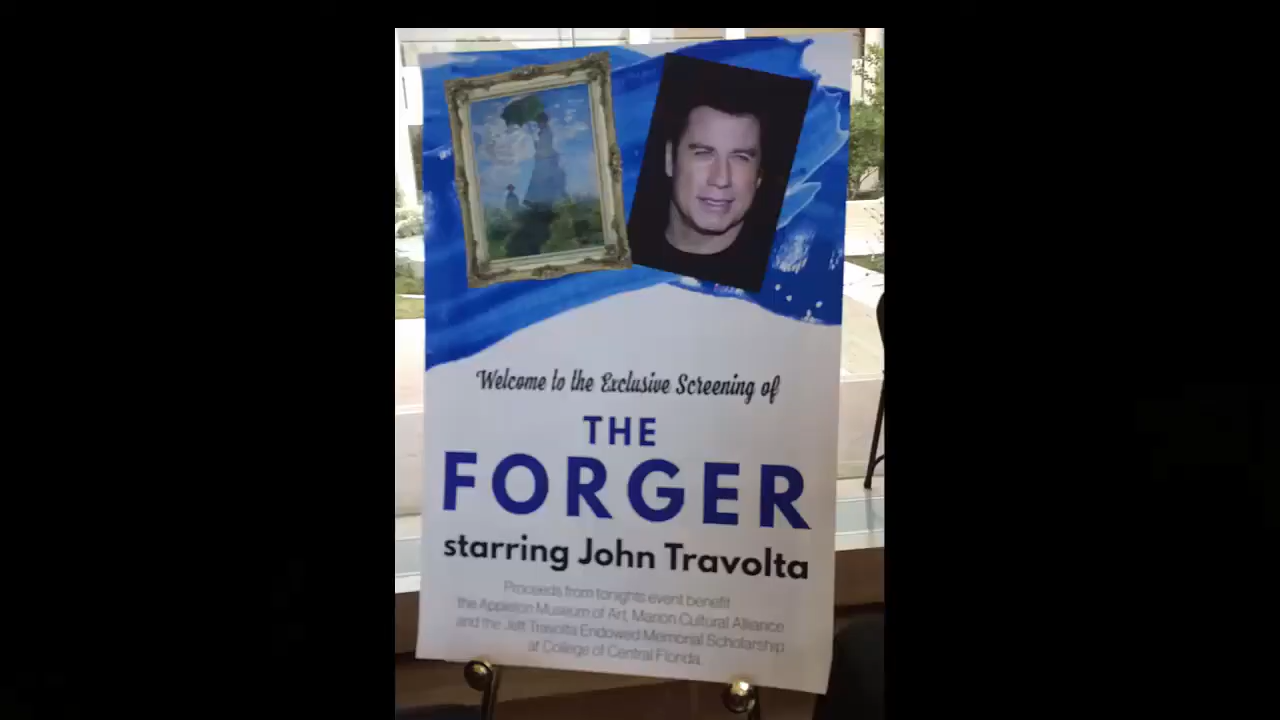 Welcome to the Exclusive Screening of
THE
FORGER
starring John Travolta
Proceeds from tonights event benefit
the Appleton Museum of Art, Marion Cultural Alliance
and the Jett Travolta Endowed Memorial Scholarship
at College of Central Florida.